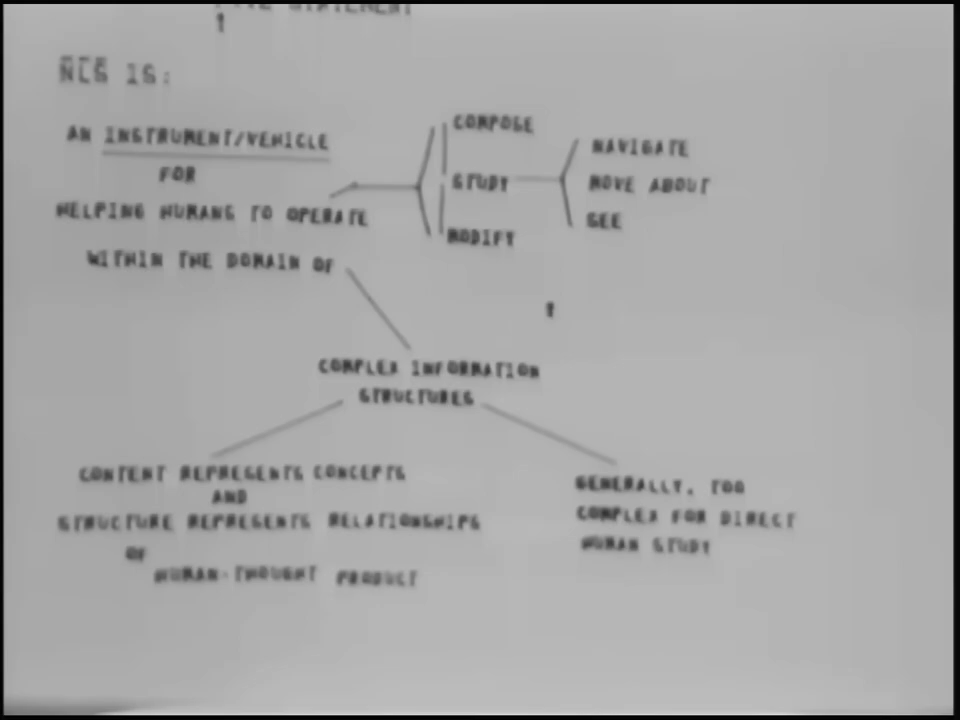 STATEMENT
NLS IS:
AN INSTRUMENT/VEHICLE
FOR
HELPING HUMANS TO OPERATE
WITHIN THE DOMAIN OF
COMPOSE
STUDY
MODIFY
NAVIGATE
MOVE ABOUT
SEE
COMPLEX INFORMATION
STRUCTURES
CONTENT REPRESENTS CONCEPTS
AND
STRUCTURE REPRESENTS RELATIONSHIPS
OF
HUMAN-THOUGHT PRODUCT
GENERALLY, TOO
COMPLEX FOR DIRECT
HUMAN STUDY